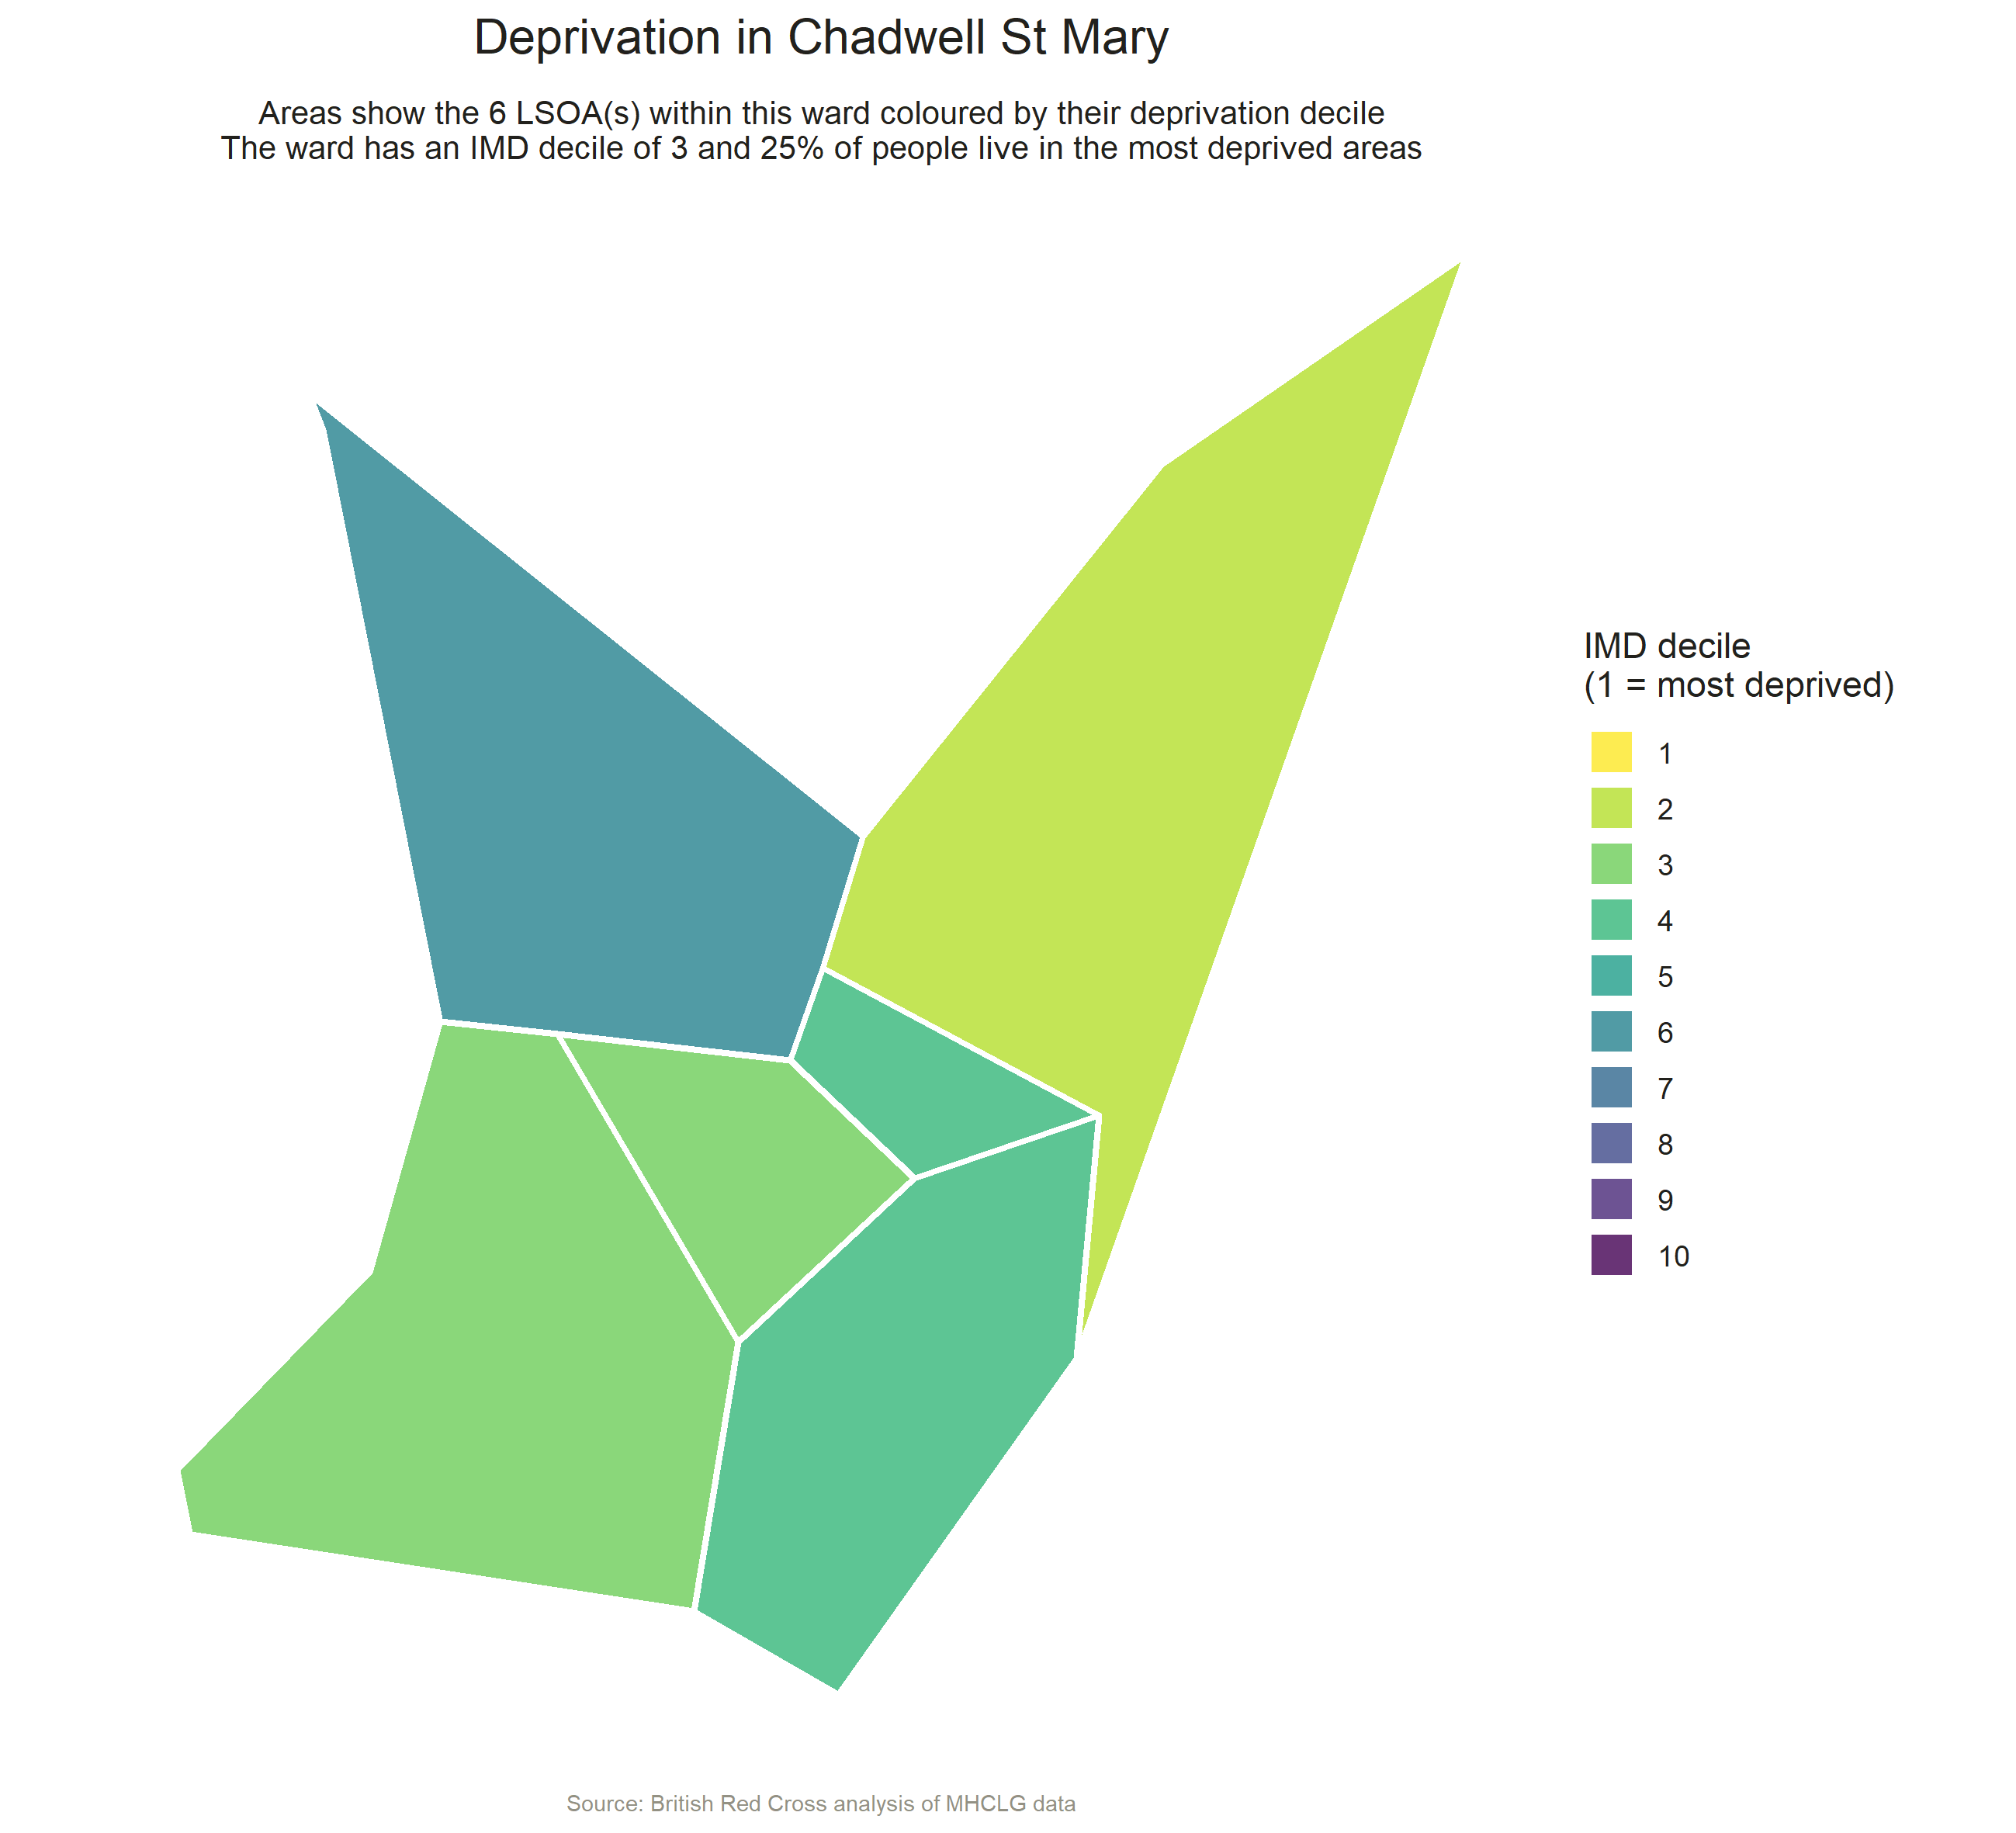 Deprivation in Chadwell St Mary
Areas show the 6 LSOA(s) within this ward coloured by their deprivation decile
The ward has an IMD decile of 3 and 25% of people live in the most deprived areas
IMD decile
(1 = most deprived)
1
2
3
4
5
6
7
8
9
10
Source: British Red Cross analysis of MHCLG data